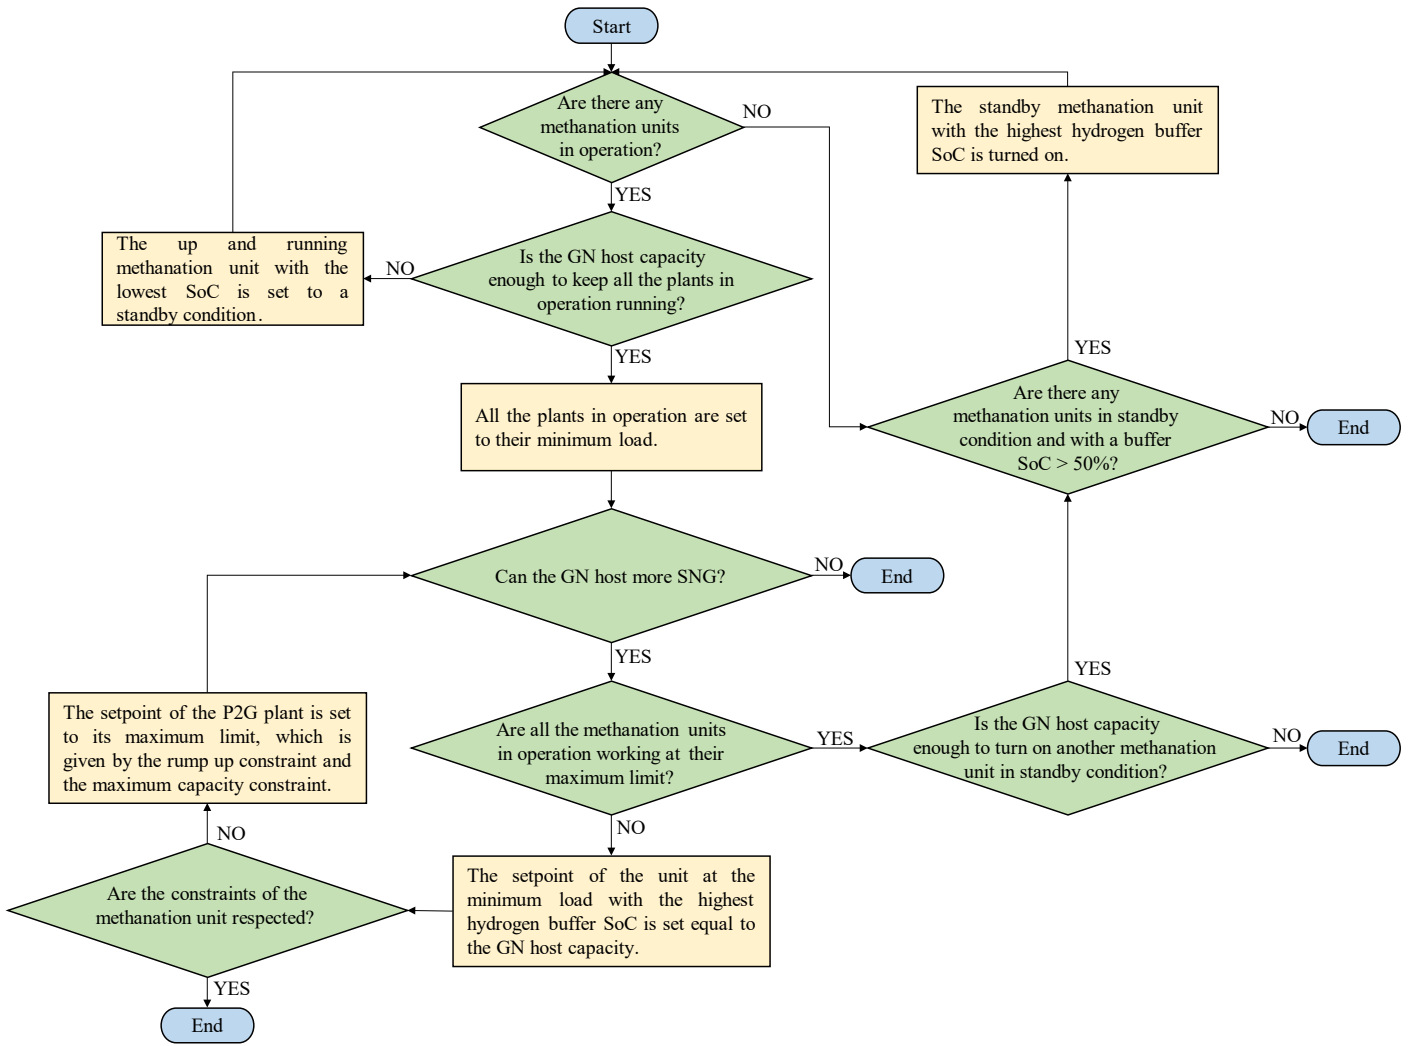 Start
Are there any
methanation units
in operation?
NO
The standby methanation unit
with the highest hydrogen buffer
SoC is turned on.
YES
The up and running
methanation unit with the
lowest SoC is set to a
standby condition.
NO
Is the GN host capacity
enough to keep all the plants in
operation running?
YES
All the plants in operation are set
to their minimum load.
YES
Are there any
methanation units in standby
condition and with a buffer
SoC > 50%?
NO
End
Can the GN host more SNG?
NO
End
YES
The setpoint of the P2G plant is set
to its maximum limit, which is
given by the rump up constraint and
the maximum capacity constraint.
Are all the methanation units
in operation working at their
maximum limit?
YES
YES
Is the GN host capacity
enough to turn on another methanation
unit in standby condition?
NO
End
NO
NO
Are the constraints of the
methanation unit respected?
The setpoint of the unit at the
minimum load with the highest
hydrogen buffer SoC is set equal to
the GN host capacity.
YES
End